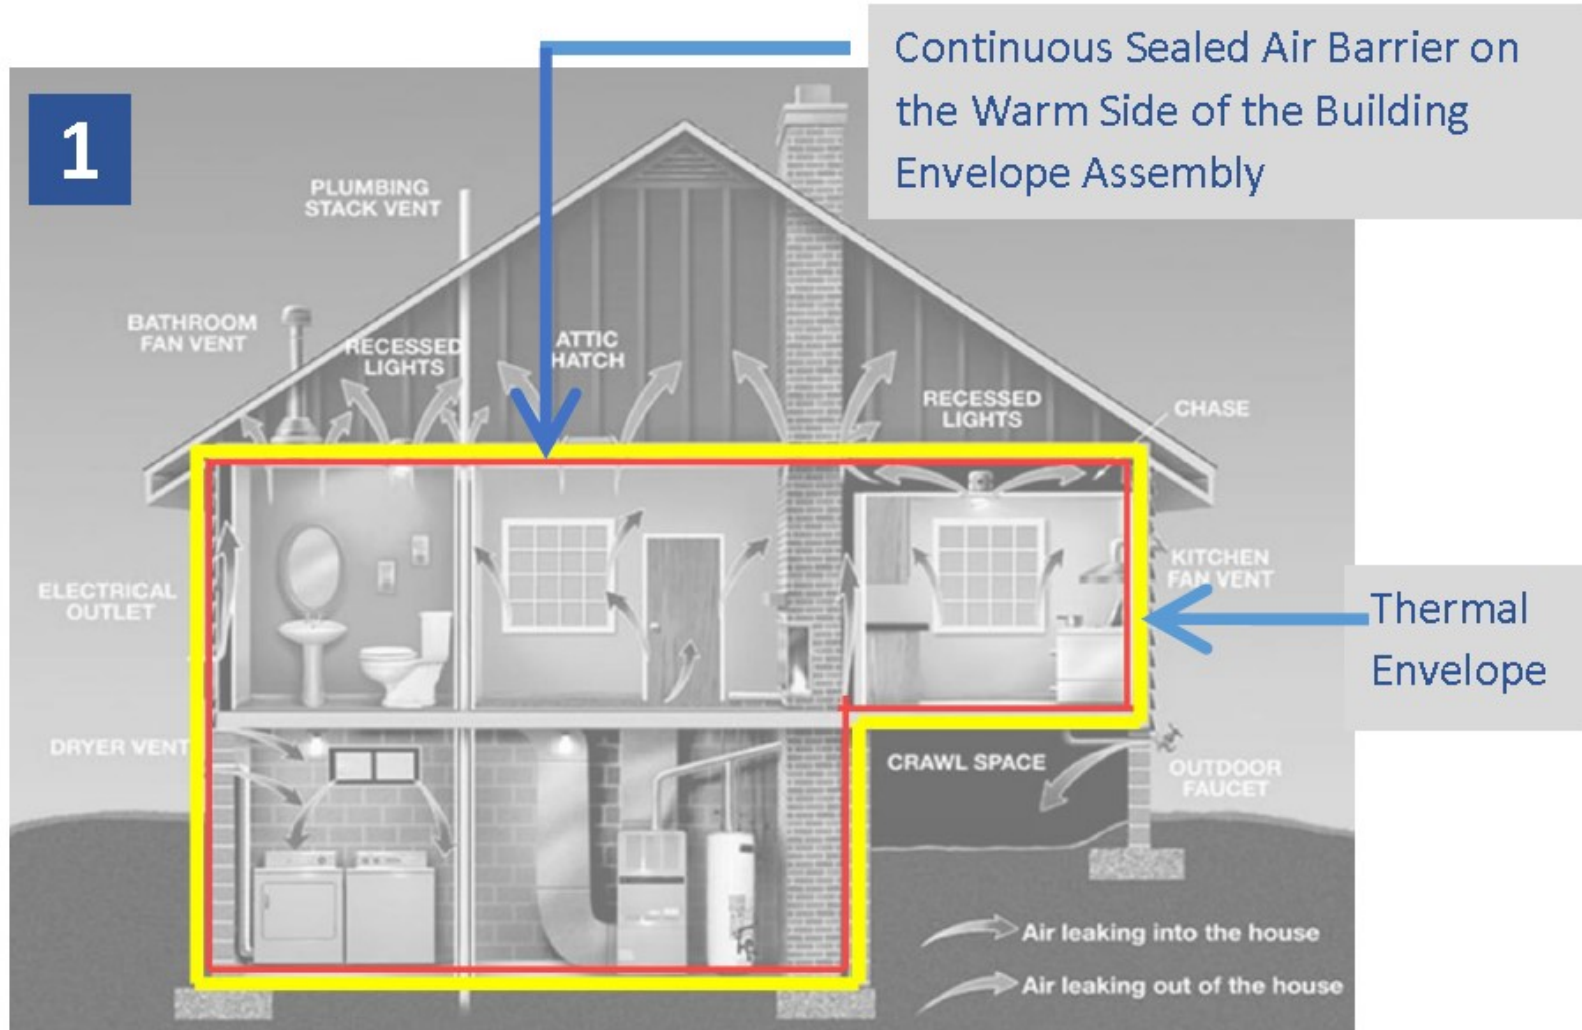 Continuous Sealed Air Barrier on
the Warm Side of the Building
Envelope Assembly
1
PLUMBING
STACK VENT
BATHROOM
FAN VENT
RECESSED
LIGHTS
ATTIC
HATCH
RECESSED
LIGHTS
CHASE
ELECTRICAL
OUTLET
KITCHEN
FAN VENT
Thermal
Envelope
DRYER VENT
CRAWL SPACE
OUTDOOR
FAUCET
Air leaking into the house
Air leaking out of the house